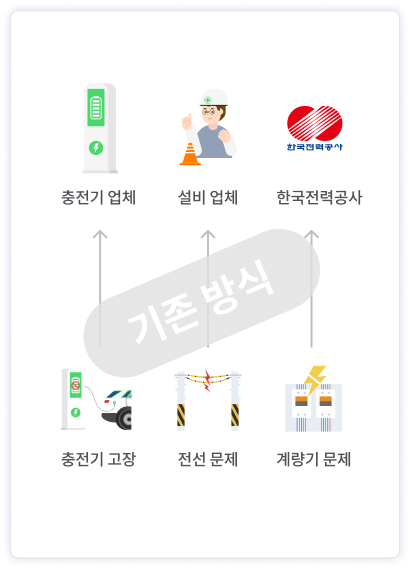 한국전력공사
충전기 업체
설비 업체
한국전력공사
기존 방식
충전기 고장
전선 문제
계량기 문제